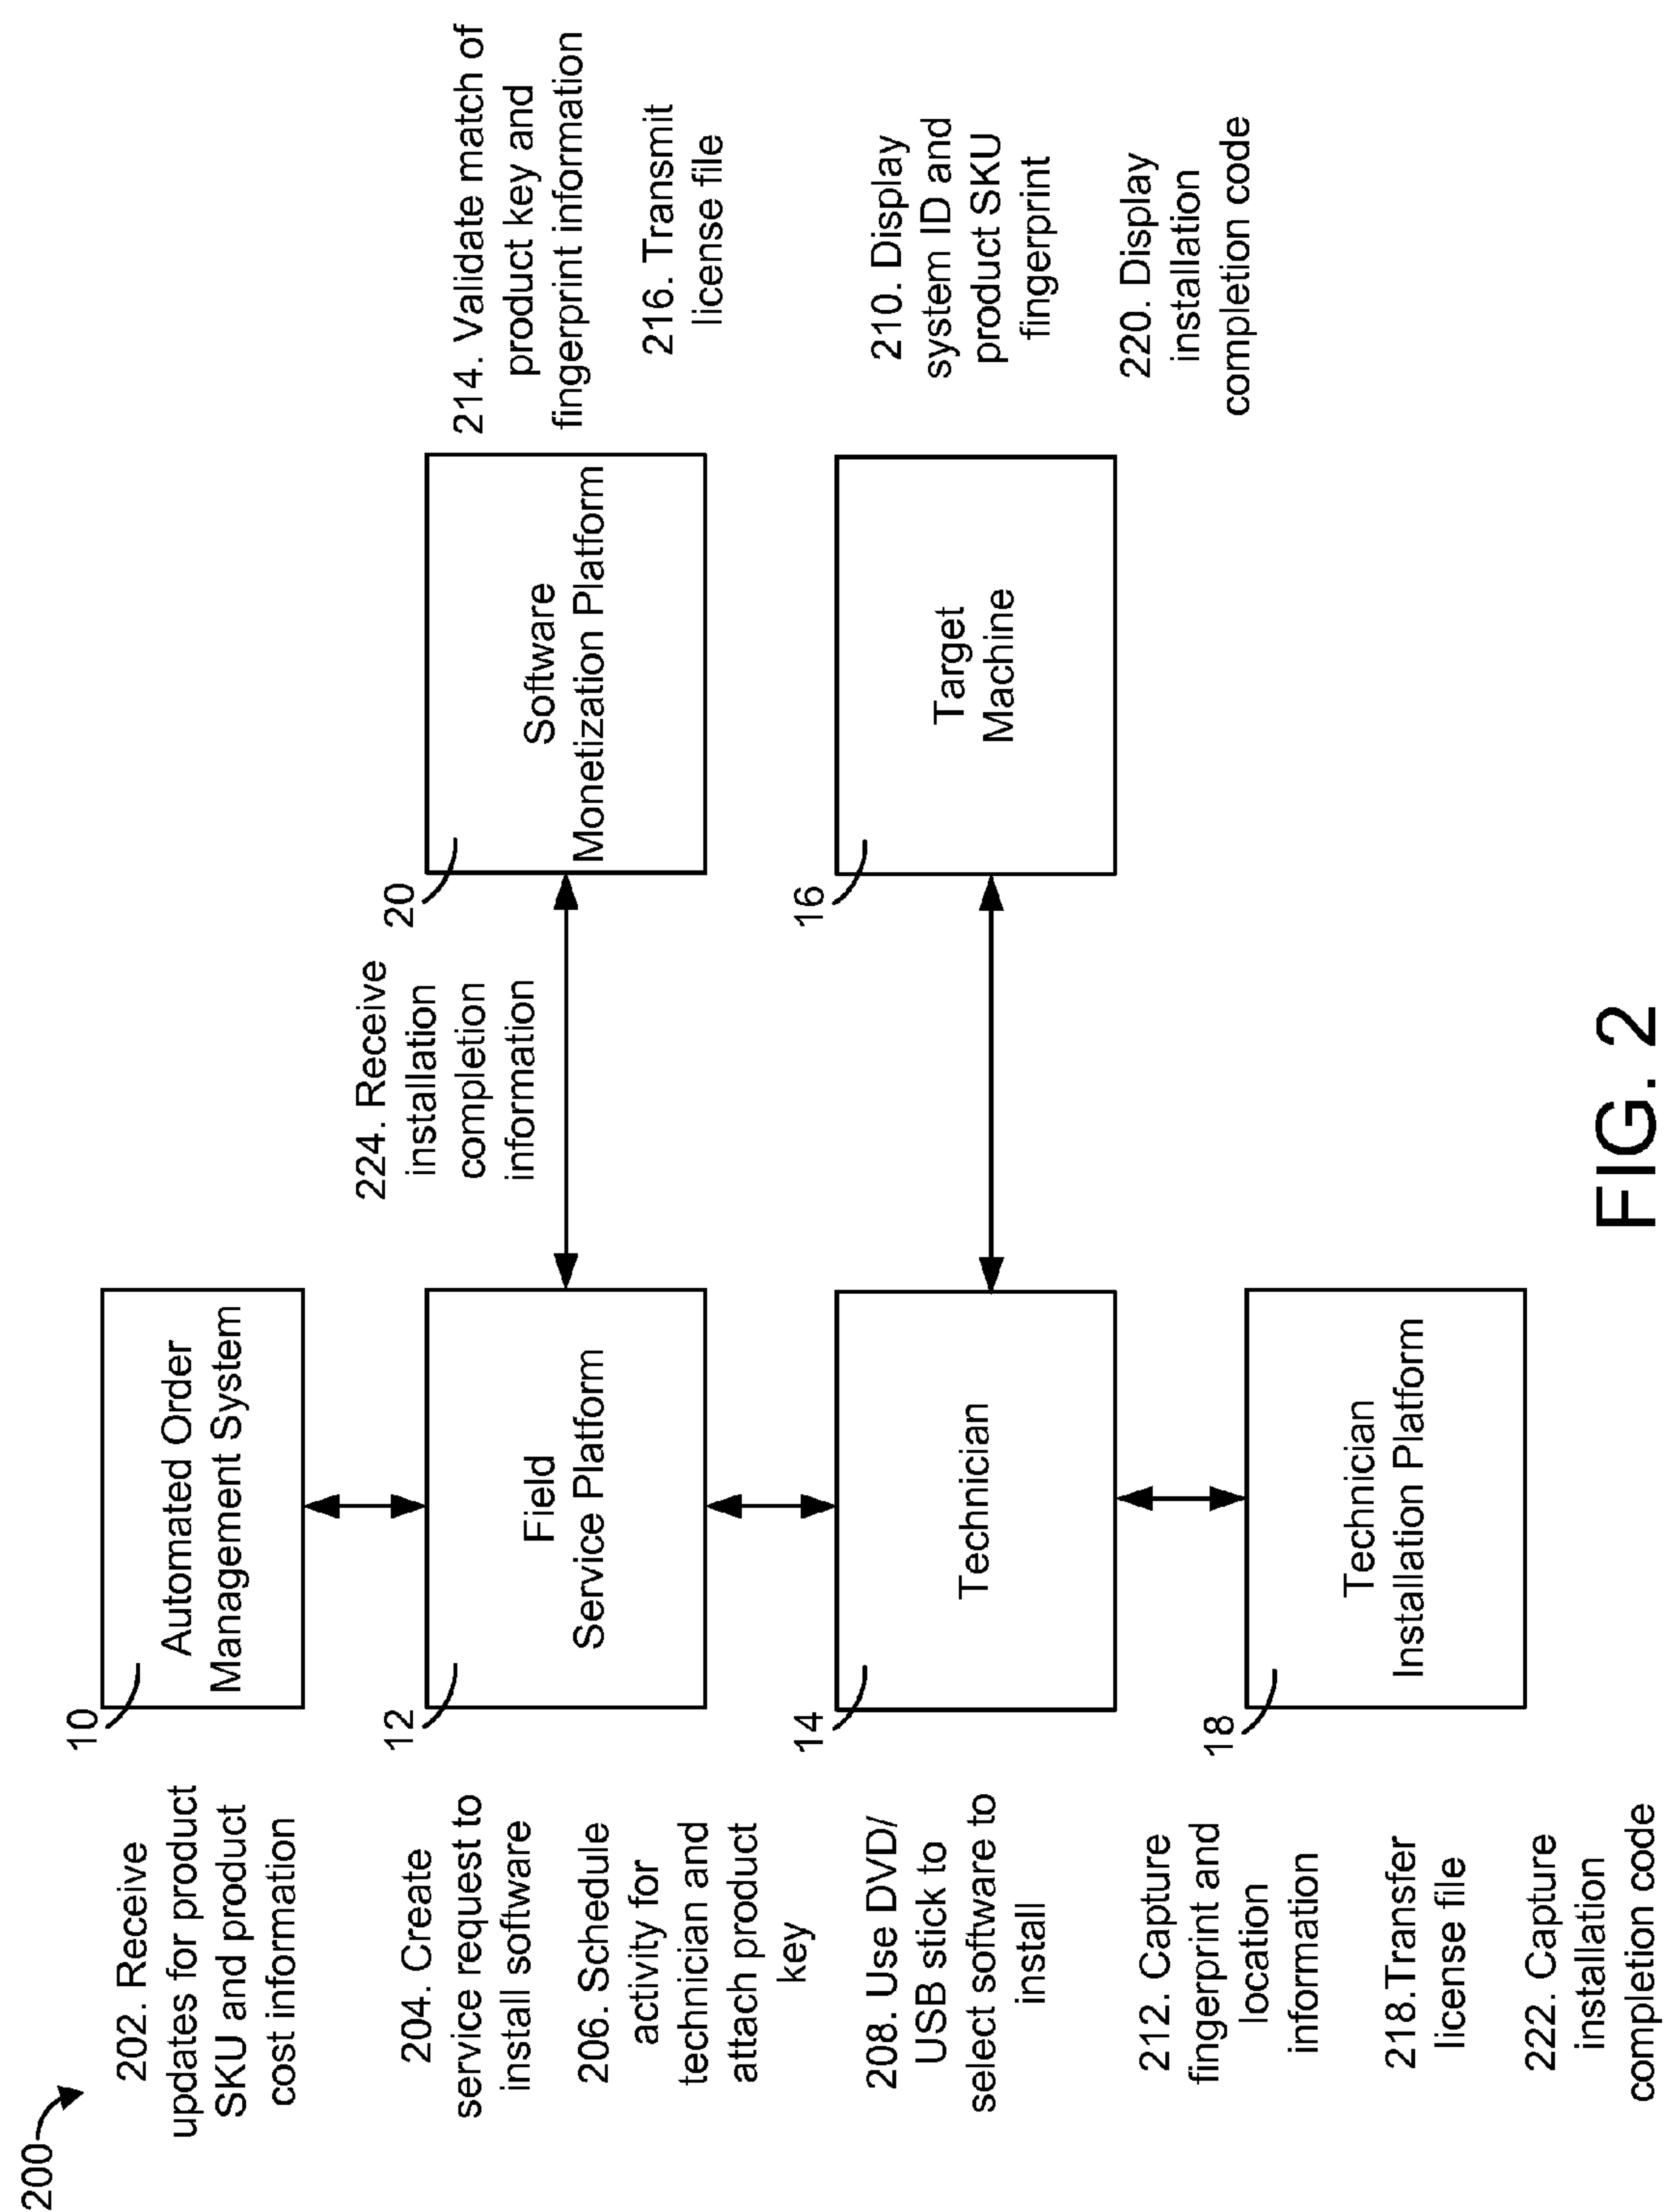 200
202. Receive
updates for product
SKU and product
cost information
10
Automated Order
Management System
204. Create
service request to
install software
206. Schedule
activity for
technician and
attach product
key
12
Field
Service Platform
224. Receive
installation
completion
information
20
Software
Monetization Platform
214. Validate match of
product key and
fingerprint information
216. Transmit
license file
208. Use DVD/
USB stick to
select software to
install
14
Technician
16
Target
Machine
210. Display
system ID and
product SKU
fingerprint
220. Display
installation
completion code
212. Capture
fingerprint and
location
information
218.Transfer
license file
222. Capture
installation
completion code
18
Technician
Installation Platform
FIG. 2